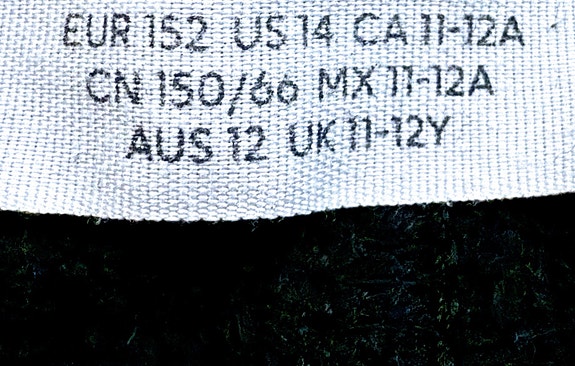 EUR 152 US 14 CA 11-12A
CN 150/66 MX 11-12A
AUS 12 UK 11-12Y